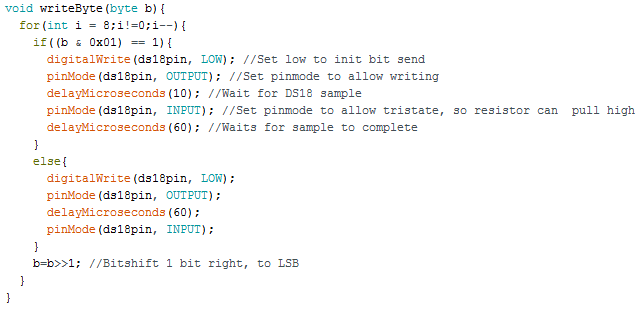 void writeByte(byte b){
  for(int i = 8;i!=0;i--){
    if((b & 0x01) == 1){
      digitalWrite(ds18pin, LOW); //Set low to init bit send
      pinMode(ds18pin, OUTPUT); //Set pinmode to allow writing
      delayMicroseconds(10); //Wait for DS18 sample
      pinMode(ds18pin, INPUT); //Set pinmode to allow tristate, so resistor can  pull high
      delayMicroseconds(60); //Waits for sample to complete
    }
    else{
      digitalWrite(ds18pin, LOW);
      pinMode(ds18pin, OUTPUT);
      delayMicroseconds(60);
      pinMode(ds18pin, INPUT);
    }
    b=b>>1; //Bitshift 1 bit right, to LSB
  }
}